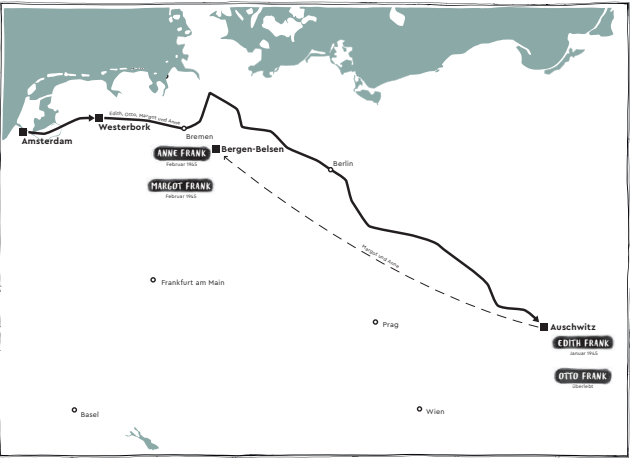 Edith, Otto, Margot und Anne
Westerbork
Amsterdam
Bremen
ANNE FRANK
Februar 1945
Bergen-Belsen
MARGOT FRANK
Februar 1945
Berlin
Margot und Anne
Frankfurt am Main
Prag
Auschwitz
EDITH FRANK
Januar 1945
OTTO FRANK
überlebt
Basel
Wien